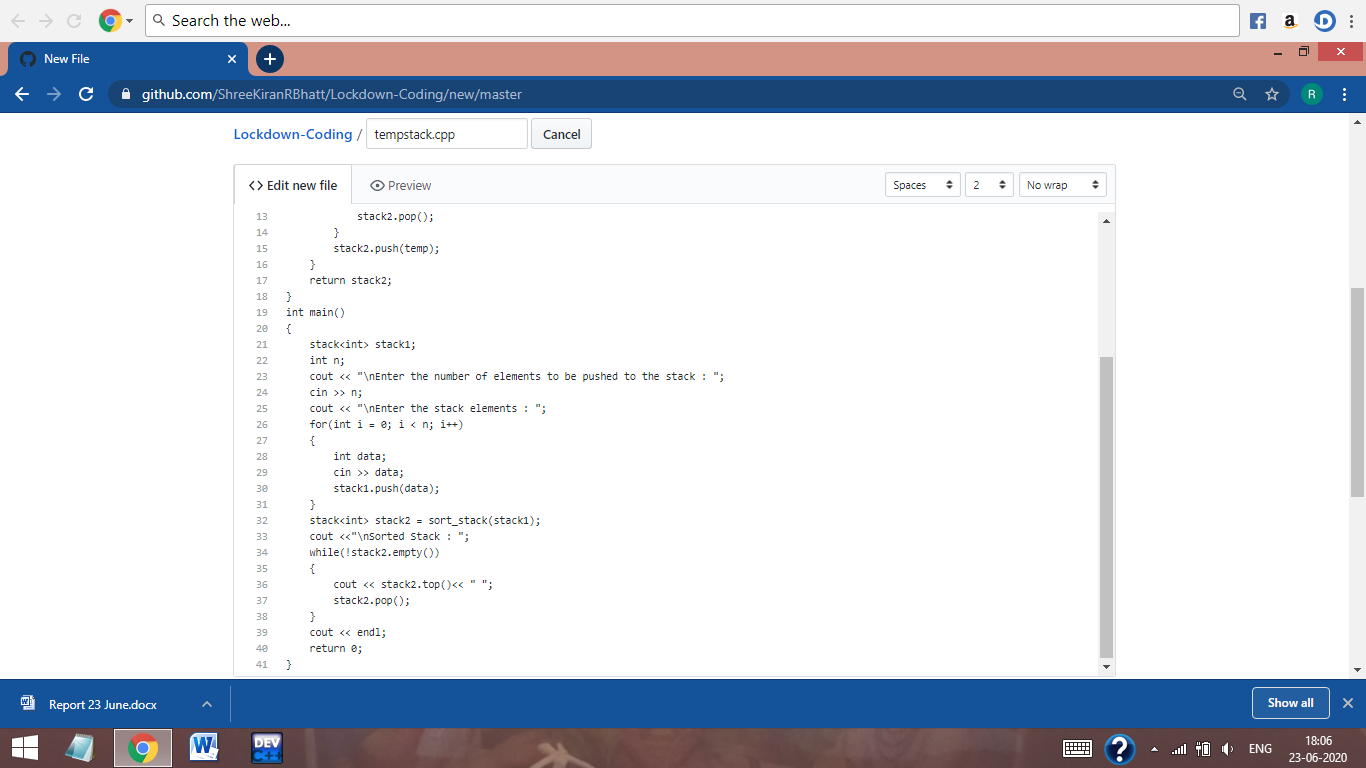 Search the web...
New File
github.com/ShreeKiranRBhatt/Lockdown-Coding/new/master
R
Lockdown-Coding / tempstack.cpp Cancel
<> Edit new file Preview Spaces 2 No wrap
13 stack2.pop();
14 }
15 stack2.push(temp);
16 }
17 return stack2;
18 }
19 int main()
20 {
21 stack<int> stack1;
22 int n;
23 cout << "\nEnter the number of elements to be pushed to the stack : ";
24 cin >> n;
25 cout << "\nEnter the stack elements : ";
26 for(int i = 0; i < n; i++)
27 {
28 int data;
29 cin >> data;
30 stack1.push(data);
31 }
32 stack<int> stack2 = sort_stack(stack1);
33 cout <<"\nSorted Stack : ";
34 while(!stack2.empty())
35 {
36 cout << stack2.top()<< " ";
37 stack2.pop();
38 }
39 cout << endl;
40 return 0;
41 }
Report 23 June.docx Show all
DEV C++
ENG
18:06
23-06-2020